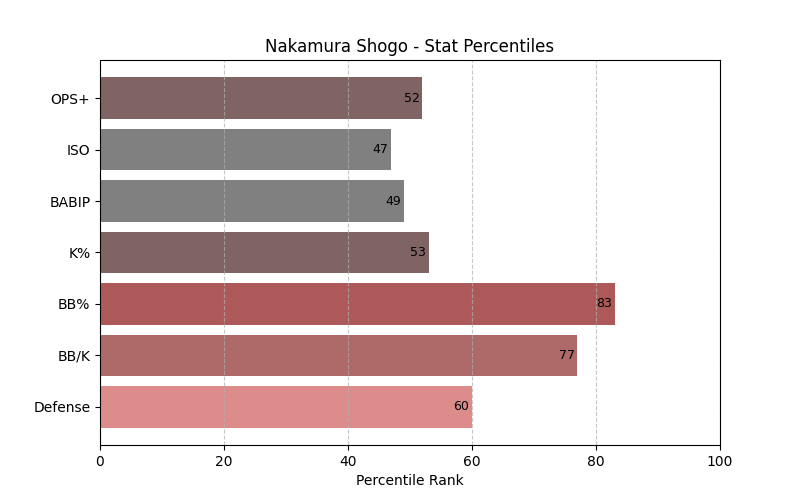 Nakamura Shogo - Stat Percentiles
OPS+
52
ISO
47
BABIP
49
K%
53
BB%
83
BB/K
77
Defense
60
0 20 40 60 80 100
Percentile Rank